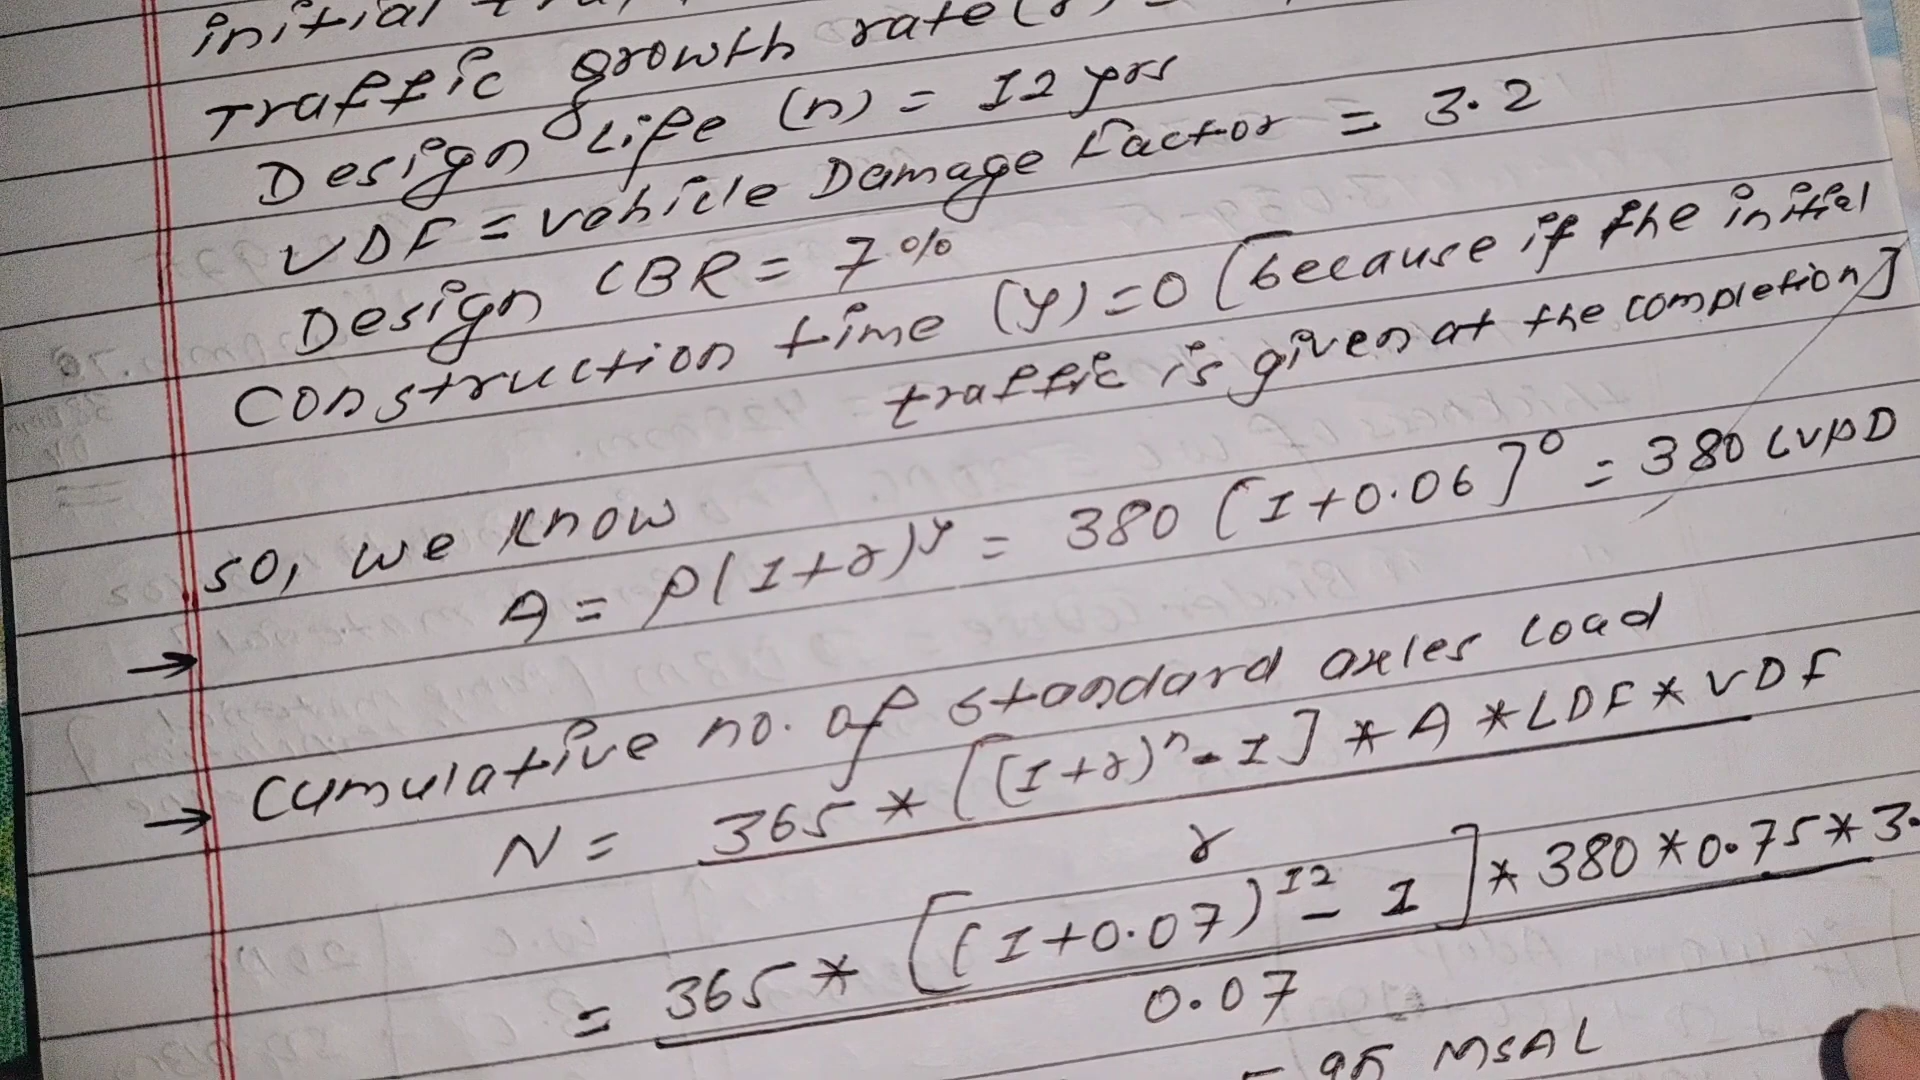 initial
Traffic growth rate (r)
Design Life (n) = 12 yrs
VDF = vehicle Damage Factor = 3.2
Design CBR = 7%
Construction time (y) = 0 [because if the initial
traffic is given at the completion]
so, we know
A = P(1+r)^y = 380 [1+0.06]^0 = 380 CVPD
Cumulative no. of standard axles load
N = 365 * [(1+r)^n - 1] * A * LDF * VDF
r
= 365 * [(1+0.07)^12 - 1] * 380 * 0.75 * 3.
0.07
MSAL